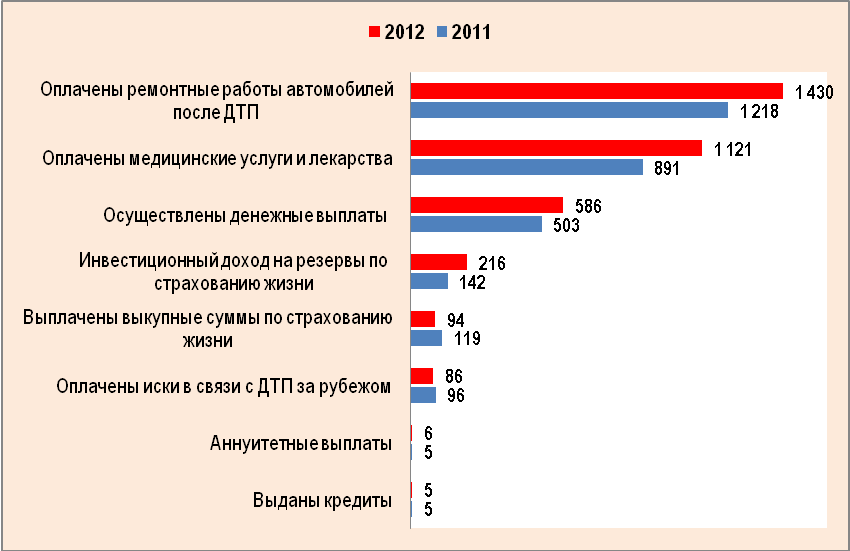 2012 2011
Оплачены ремонтные работы автомобилей
после ДТП
1 430
1 218
Оплачены медицинские услуги и лекарства
1 121
891
Осуществлены денежные выплаты
586
503
Инвестиционный доход на резервы по
страхованию жизни
216
142
Выплачены выкупные суммы по страхованию
жизни
94
119
Оплачены иски в связи с ДТП за рубежом
86
96
Аннуитетные выплаты
6
5
Выданы кредиты
5
5